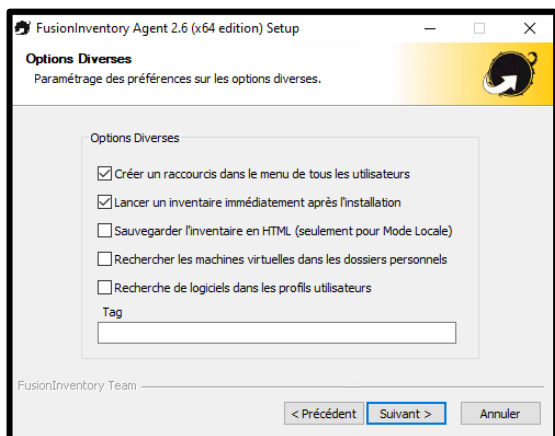 FusionInventory Agent 2.6 (x64 edition) Setup
Options Diverses
Paramétrage des préférences sur les options diverses.
Options Diverses
Créer un raccourcis dans le menu de tous les utilisateurs
Lancer un inventaire immédiatement après l'installation
Sauvegarder l'inventaire en HTML (seulement pour Mode Locale)
Rechercher les machines virtuelles dans les dossiers personnels
Recherche de logiciels dans les profils utilisateurs
Tag
FusionInventory Team
< Précédent Suivant > Annuler